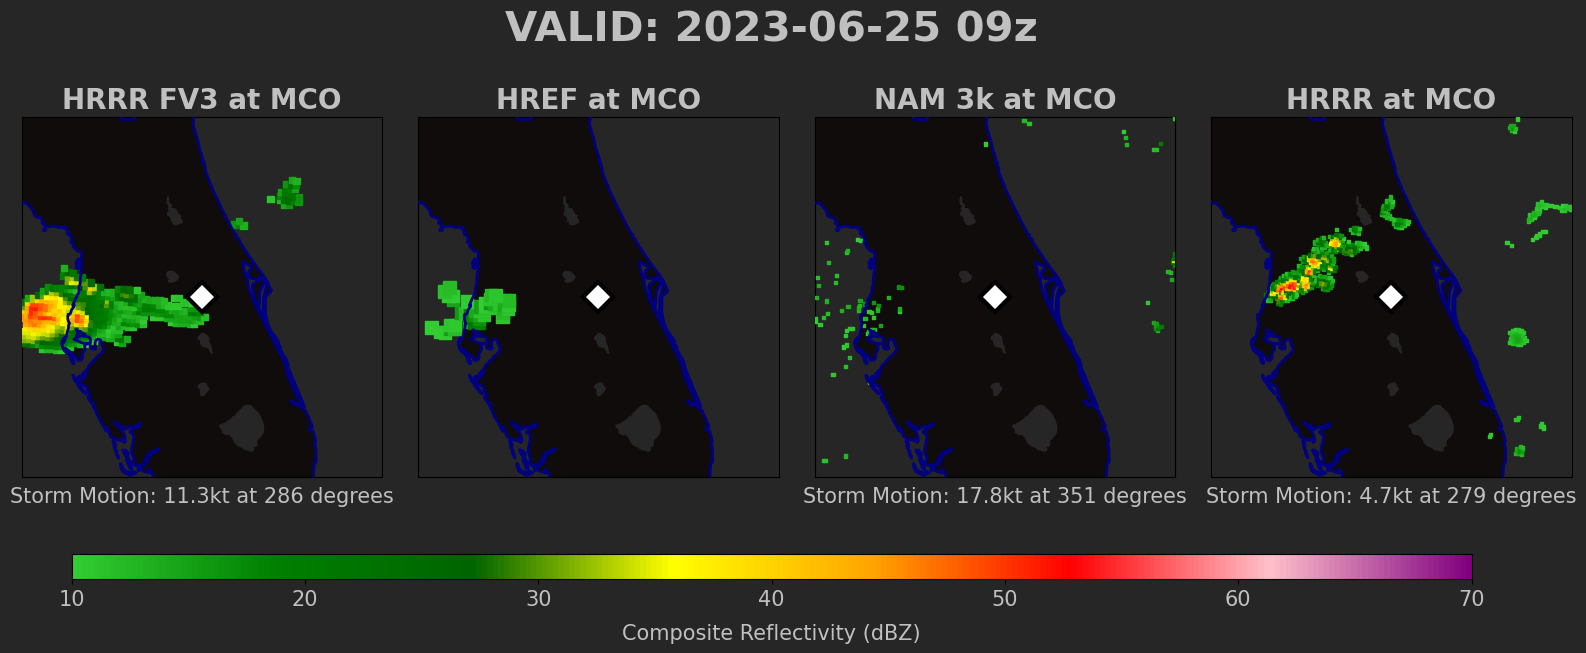 VALID: 2023-06-25 09z
HRRR FV3 at MCO
HREF at MCO
NAM 3k at MCO
HRRR at MCO
Storm Motion: 11.3kt at 286 degrees
Storm Motion: 17.8kt at 351 degrees
Storm Motion: 4.7kt at 279 degrees
10 20 30 40 50 60 70
Composite Reflectivity (dBZ)